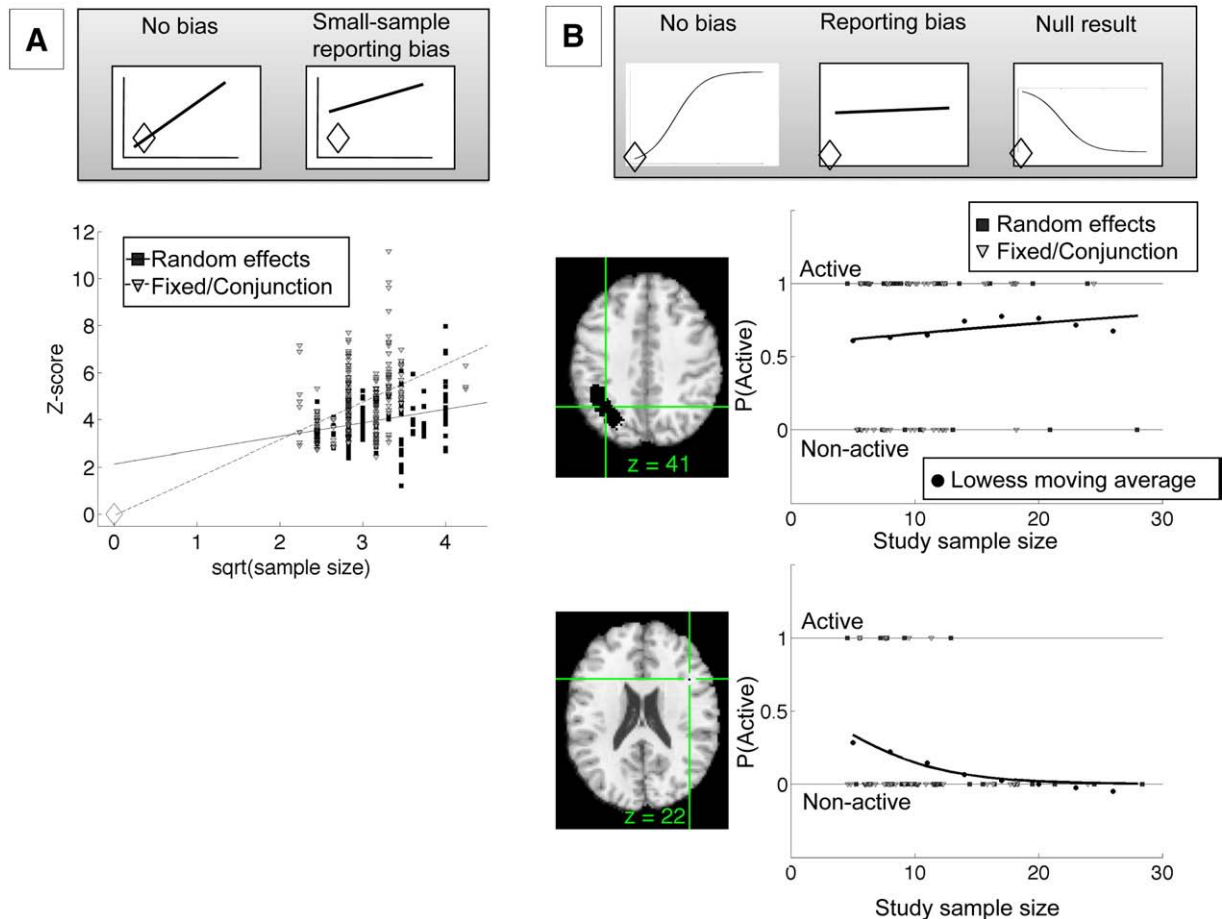 A
No bias
Small-sample
reporting bias
12
10
8
6
4
2
0
Z-score
Random effects
Fixed/Conjunction
0
1
2
3
4
sqrt(sample size)
B
No bias
Reporting bias
Null result
Random effects
Fixed/Conjunction
Active
1
0.5
0
P(Active)
Non-active
z = 41
Lowess moving average
0
10
20
30
Study sample size
Active
1
0.5
0
P(Active)
Non-active
z = 22
0
10
20
30
Study sample size